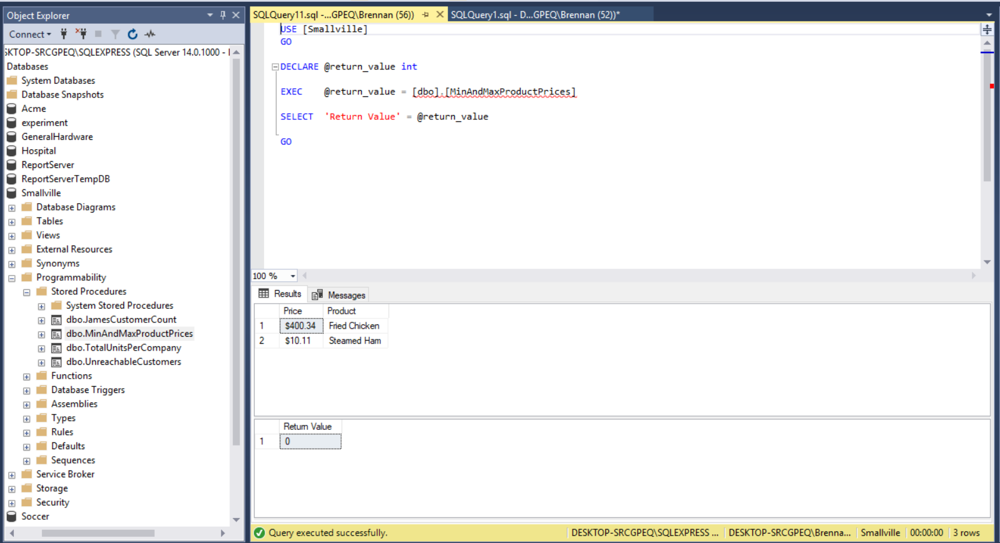 Object Explorer
Connect
SKTOP-SRCGPEQ\SQLEXPRESS (SQL Server 14.0.1000 -
Databases
System Databases
Database Snapshots
Acme
experiment
GeneralHardware
Hospital
ReportServer
ReportServerTempDB
Smallville
Database Diagrams
Tables
Views
External Resources
Synonyms
Programmability
Stored Procedures
System Stored Procedures
dbo.JamesCustomerCount
dbo.MinAndMaxProductPrices
dbo.TotalUnitsPerCompany
dbo.UnreachableCustomers
Functions
Database Triggers
Assemblies
Types
Rules
Defaults
Sequences
Service Broker
Storage
Security
Soccer
SQLQuery11.sql -...GPEQ\Brennan (56)) SQLQuery1.sql - D...GPEQ\Brennan (52))*
USE [Smallville]
GO
DECLARE @return_value int
EXEC @return_value = [dbo].[MinAndMaxProductPrices]
SELECT 'Return Value' = @return_value
GO
100 %
Results Messages
Price Product
1 $400.34 Fried Chicken
2 $10.11 Steamed Ham
Return Value
1 0
Query executed successfully. DESKTOP-SRCGPEQ\SQLEXPRESS ... DESKTOP-SRCGPEQ\Brenna... Smallville 00:00:00 3 rows